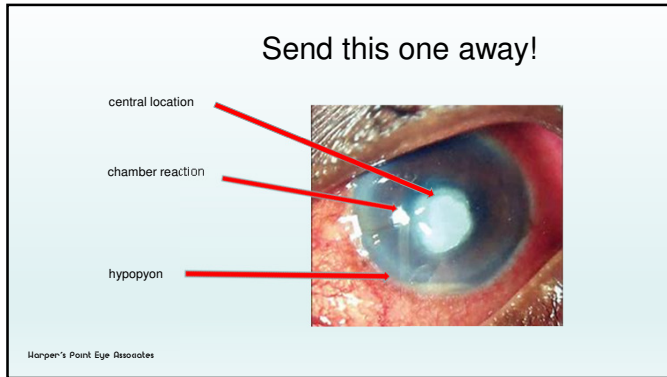 Send this one away!
central location
chamber reaction
hypopyon
Harper's Point Eye Associates